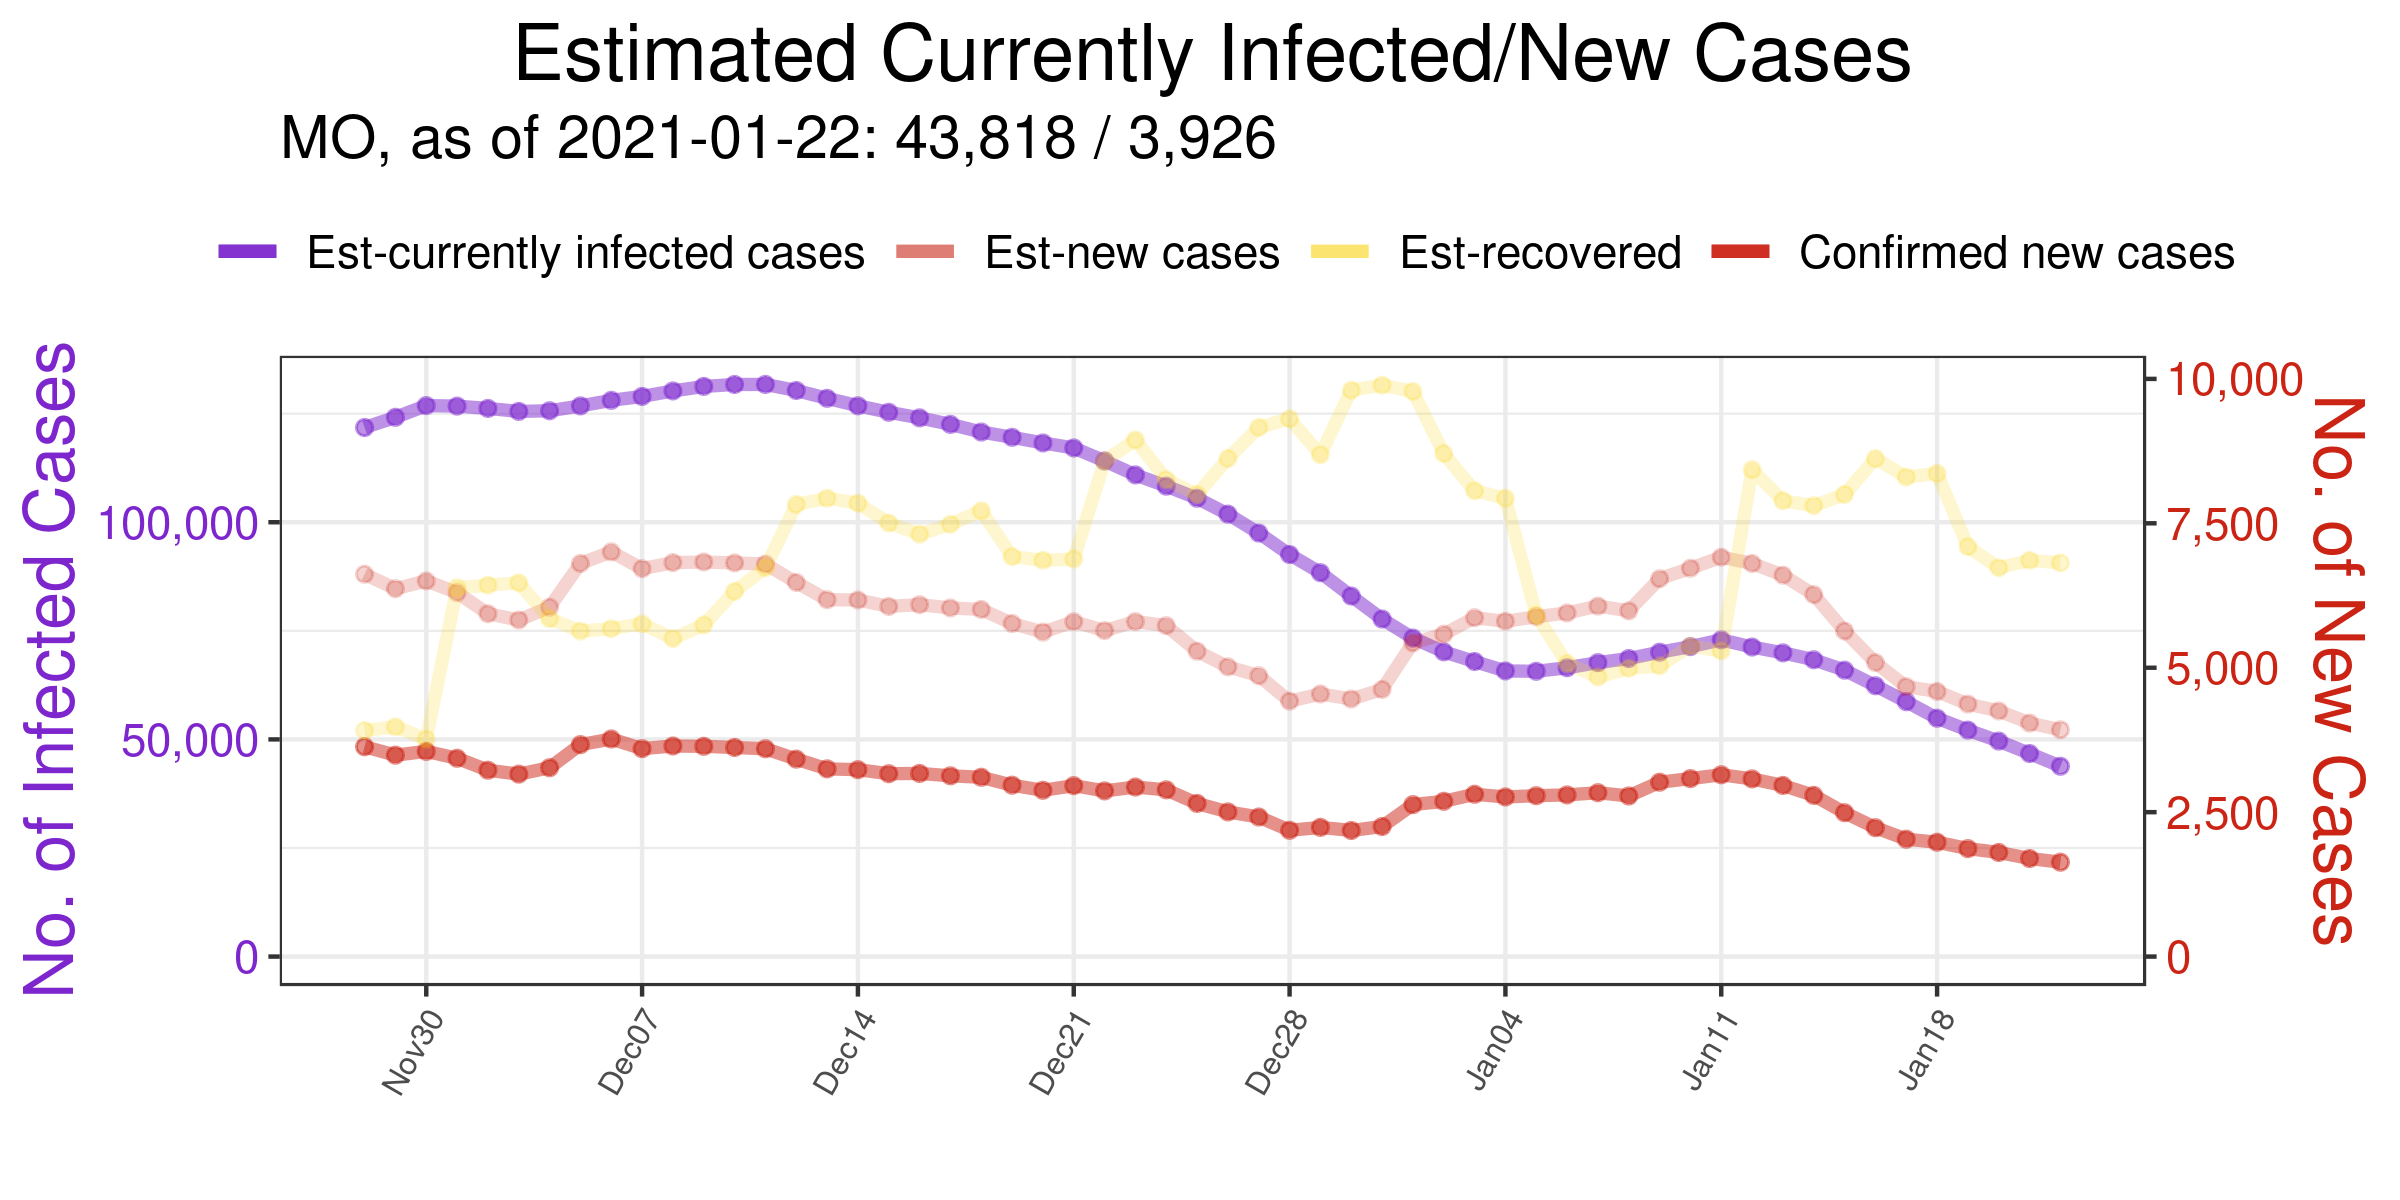 Estimated Currently Infected/New Cases
MO, as of 2021-01-22: 43,818 / 3,926
Est-currently infected cases Est-new cases Est-recovered Confirmed new cases
No. of Infected Cases
100,000
50,000
0
10,000
7,500
5,000
2,500
0
No. of New Cases
Nov30 Dec07 Dec14 Dec21 Dec28 Jan04 Jan11 Jan18